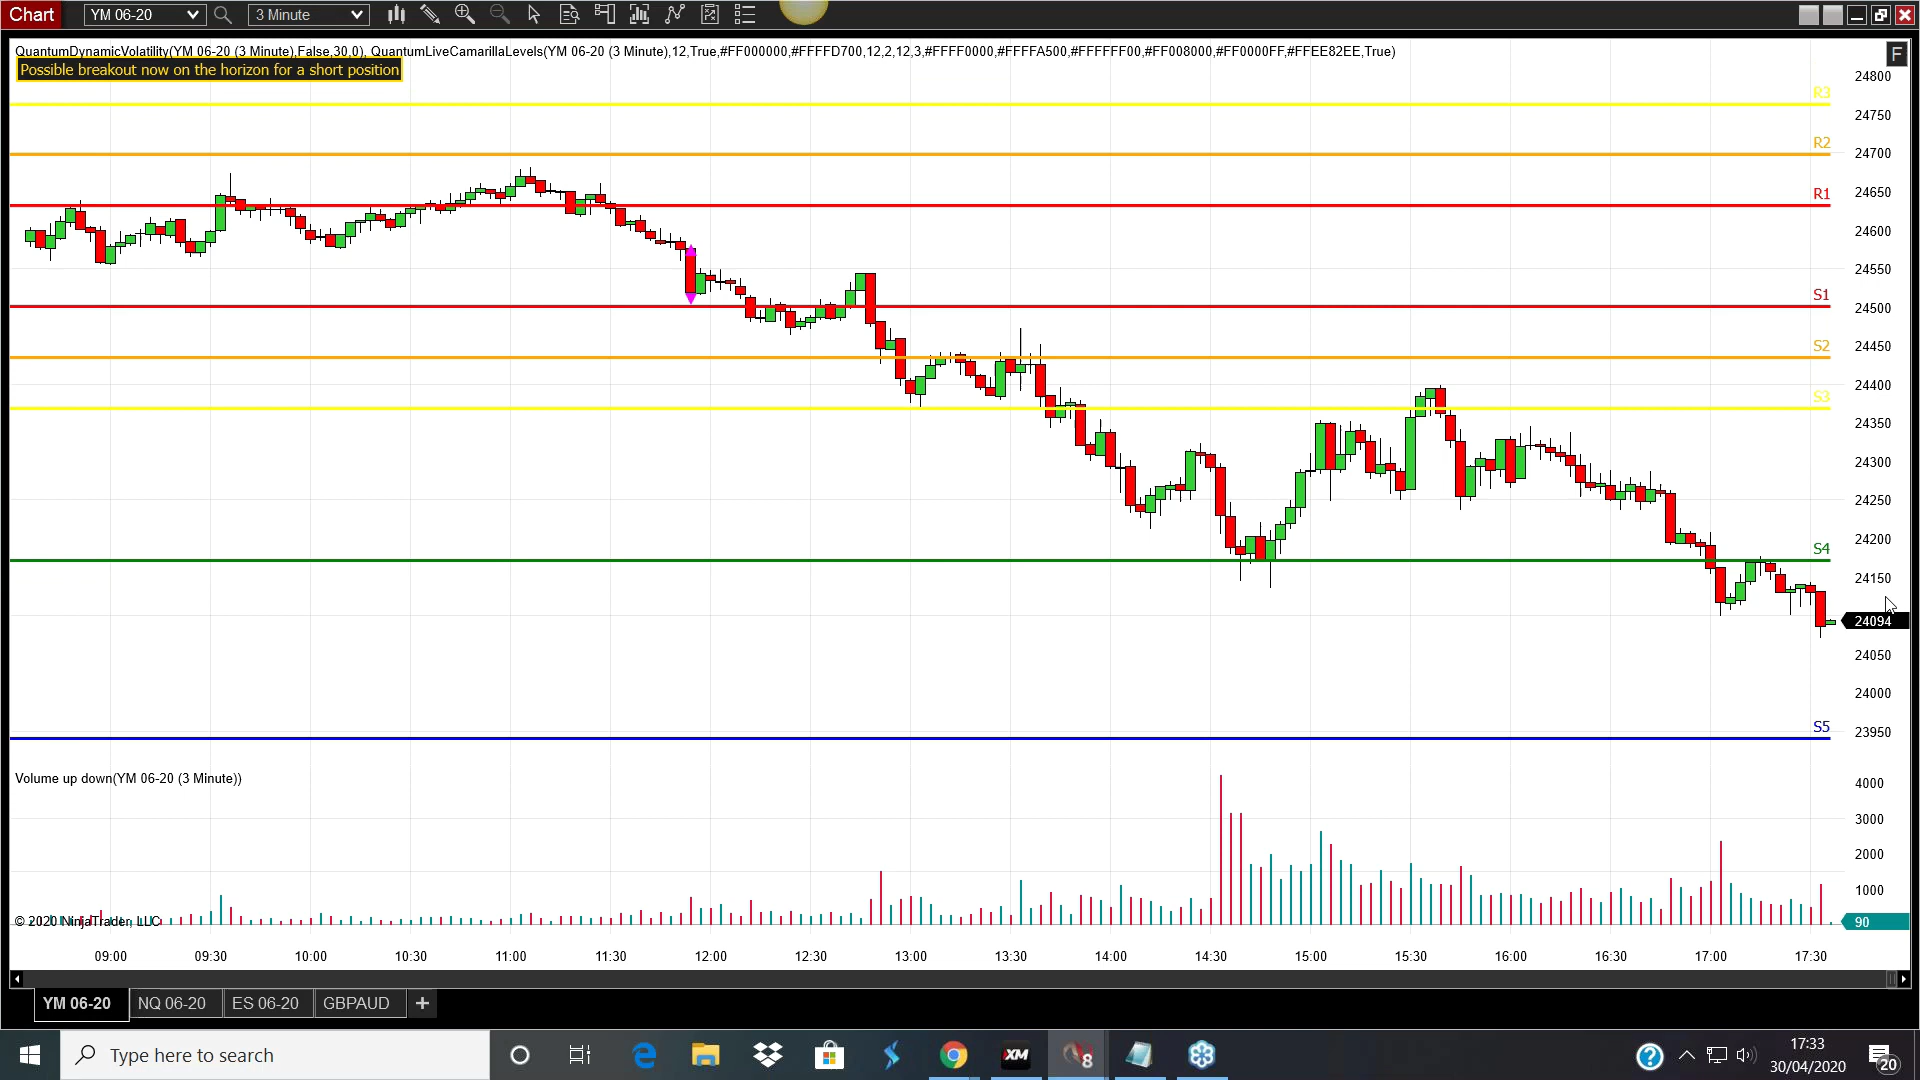 Chart YM 06-20 3 Minute
QuantumDynamicVolatility(YM 06-20 (3 Minute),False,30,0), QuantumLiveCamarillaLevels(YM 06-20 (3 Minute),12,True,#FF000000,#FFFFD700,12,2,12,3,#FFFF0000,#FFFFA500,#FFFFFF00,#FF008000,#FF0000FF,#FFEE82EE,True)
F
Possible breakout now on the horizon for a short position
24800
R3
24750
R2
24700
R1
24650
24600
24550
S1
24500
S2
24450
S3
24400
24350
24300
24250
S4
24200
24150
24094
24050
24000
S5
23950
Volume up down(YM 06-20 (3 Minute))
4000
3000
2000
1000
90
© 2020 NinjaTrader, LLC
09:00 09:30 10:00 10:30 11:00 11:30 12:00 12:30 13:00 13:30 14:00 14:30 15:00 15:30 16:00 16:30 17:00 17:30
YM 06-20 NQ 06-20 ES 06-20 GBPAUD +
Type here to search
XM
8
17:33
30/04/2020
20